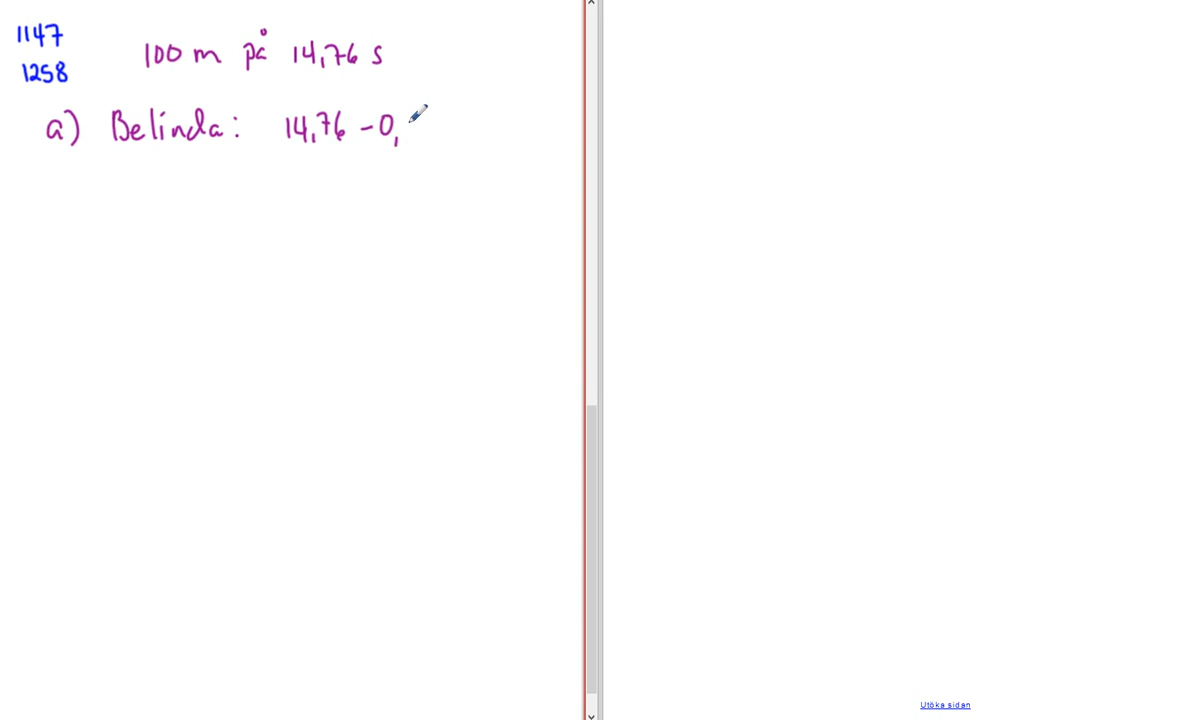 1147
1258
100 m på 14,76 s
a) Belinda: 14,76 - 0,
Utöka sidan